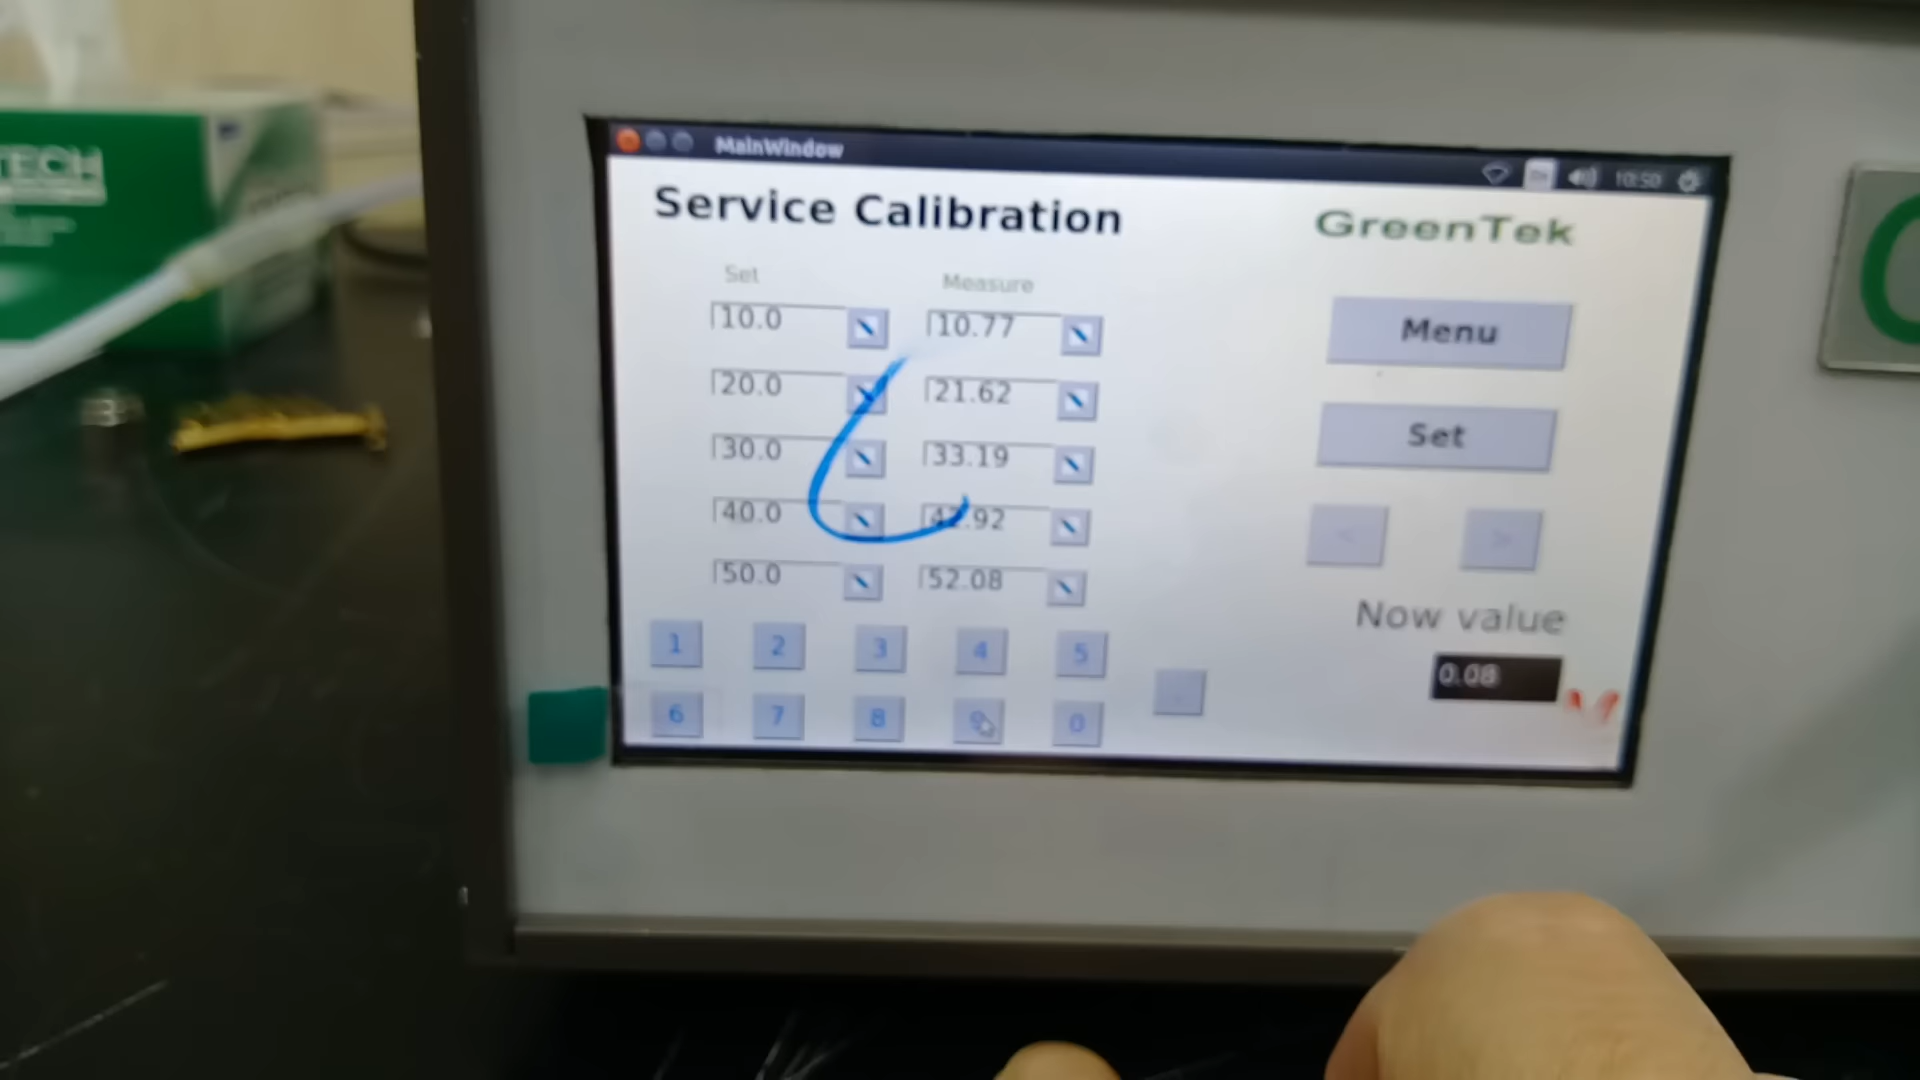 TECH
MainWindow
10:50
Service Calibration
GreenTek
Set
Measure
10.0
10.77
Menu
20.0
21.62
30.0
33.19
Set
40.0
.92
< >
50.0
52.08
Now value
0.08
1 2 3 4 5
6 7 8 9 0